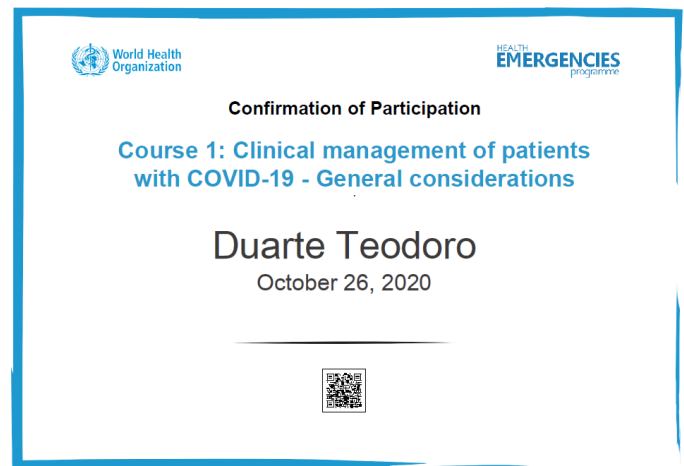 World Health
Organization
HEALTH
EMERGENCIES
programme
Confirmation of Participation
Course 1: Clinical management of patients
with COVID-19 - General considerations
Duarte Teodoro
October 26, 2020